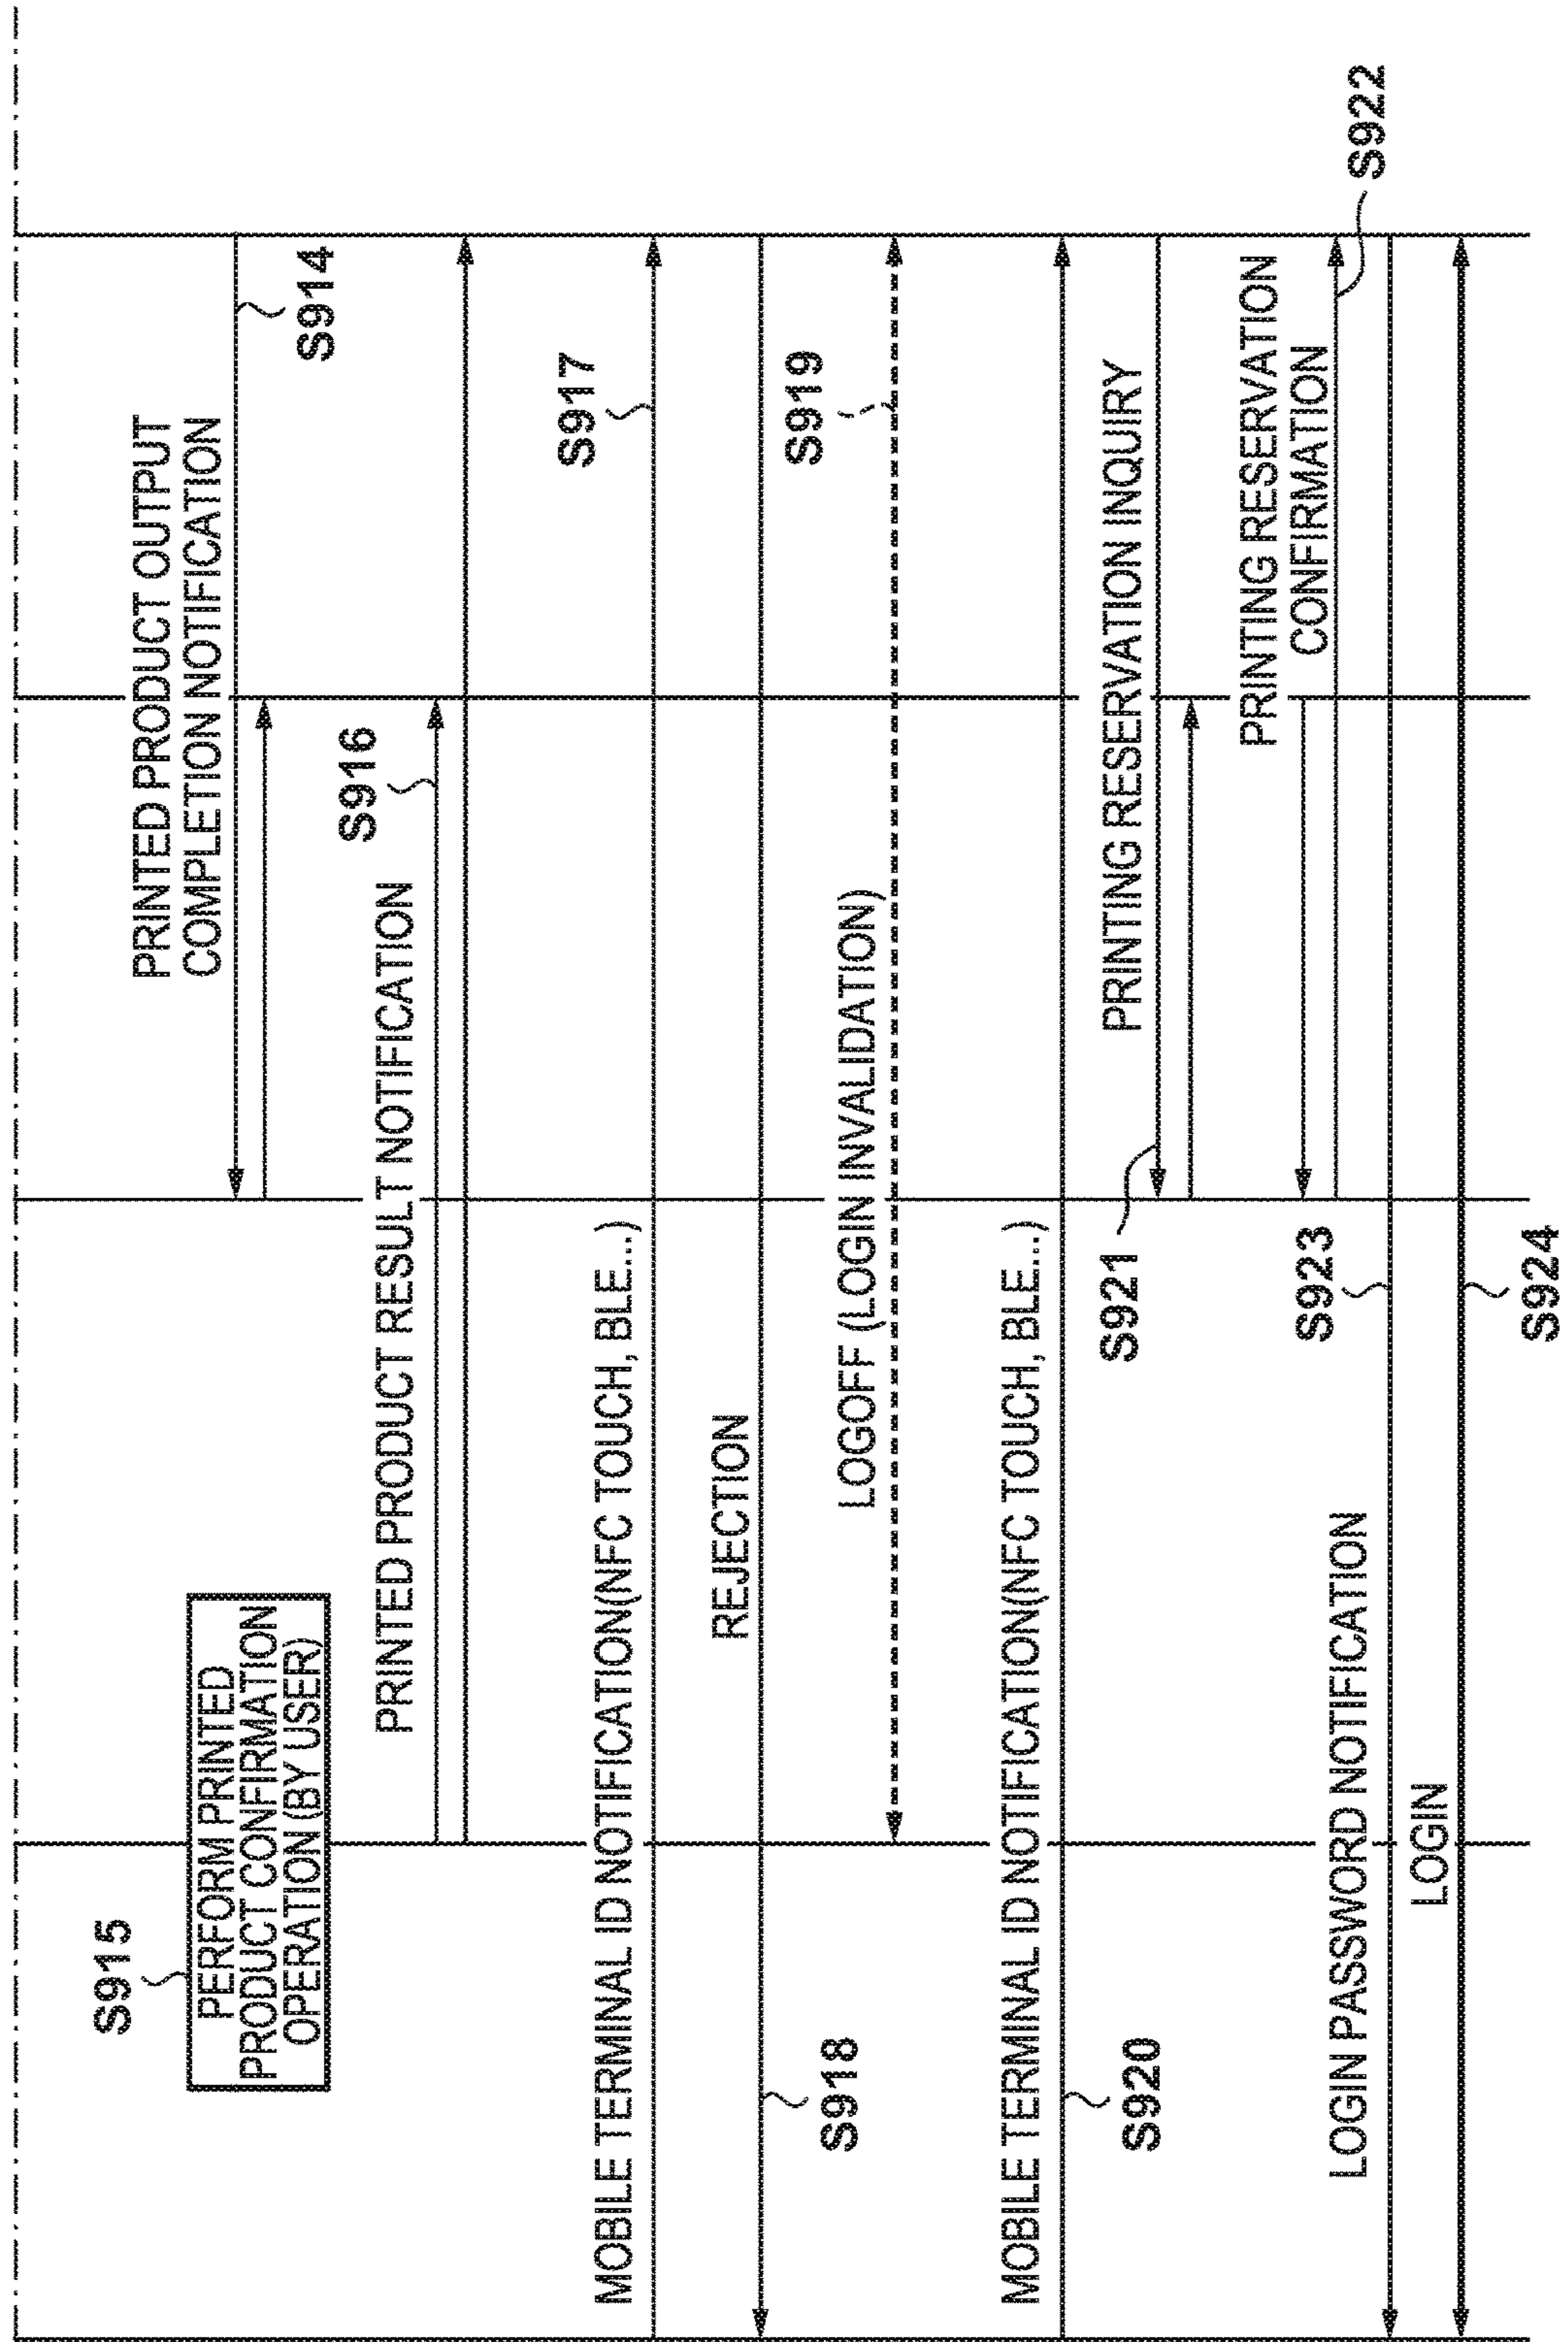 PRINTED PRODUCT OUTPUT
COMPLETION NOTIFICATION
S914
S915
PERFORM PRINTED
PRODUCT CONFIRMATION
OPERATION (BY USER)
PRINTED PRODUCT RESULT NOTIFICATION
S916
MOBILE TERMINAL ID NOTIFICATION(NFC TOUCH, BLE...)
S917
REJECTION
S918
LOGOFF (LOGIN INVALIDATION)
S919
MOBILE TERMINAL ID NOTIFICATION(NFC TOUCH, BLE...)
S920
PRINTING RESERVATION INQUIRY
S921
PRINTING RESERVATION
CONFIRMATION
S922
LOGIN PASSWORD NOTIFICATION
S923
LOGIN
S924